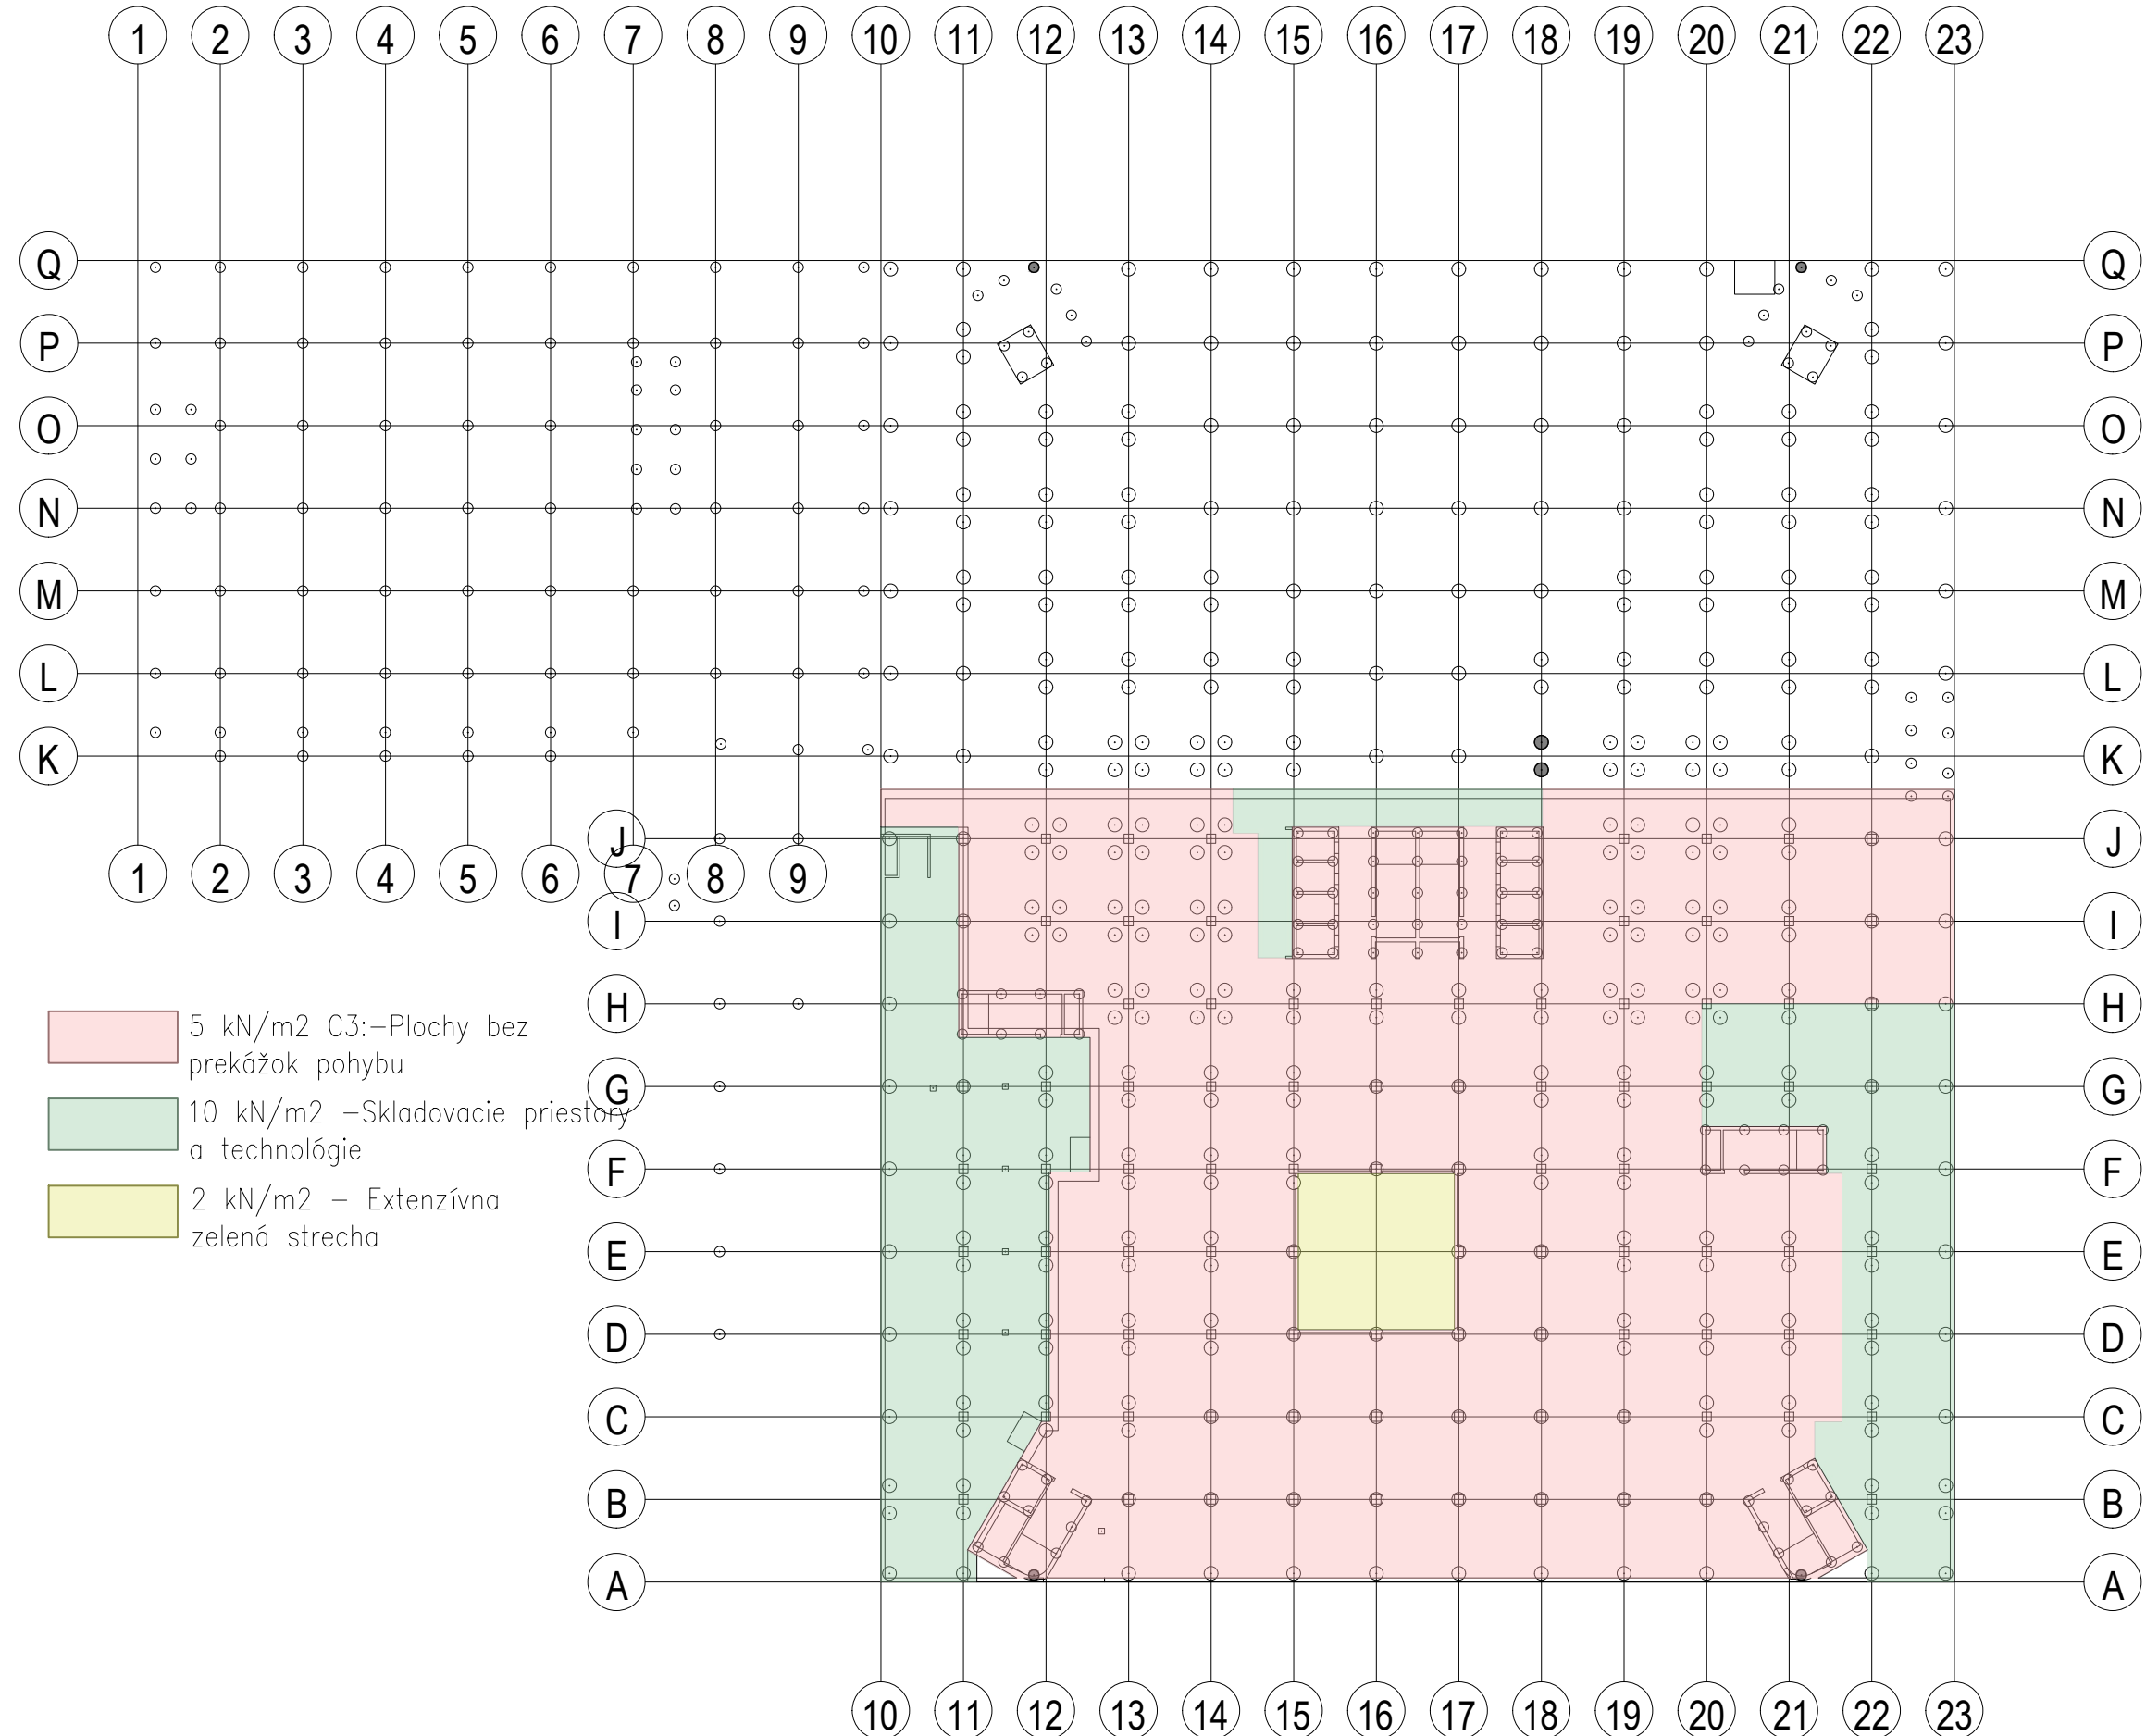 1 2 3 4 5 6 7 8 9 10 11 12 13 14 15 16 17 18 19 20 21 22 23
Q Q
P P
O O
N N
M M
L L
K K
J J
1 2 3 4 5 6 7 8 9
I I
H H
5 kN/m2 C3:-Plochy bez
prekážok pohybu
G G
10 kN/m2 -Skladovacie priestory
a technológie
F F
2 kN/m2 - Extenzívna
zelená strecha
E E
D D
C C
B B
A A
10 11 12 13 14 15 16 17 18 19 20 21 22 23